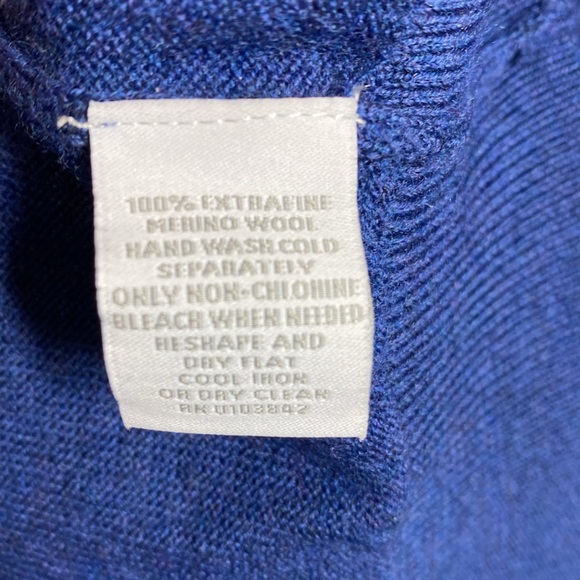 100% EXTRAFINE
MERINO WOOL
HAND WASH COLD
SEPARATELY
ONLY NON-CHLORINE
BLEACH WHEN NEEDED
RESHAPE AND
DRY FLAT
COOL IRON
OR DRY CLEAN
RN 0103842